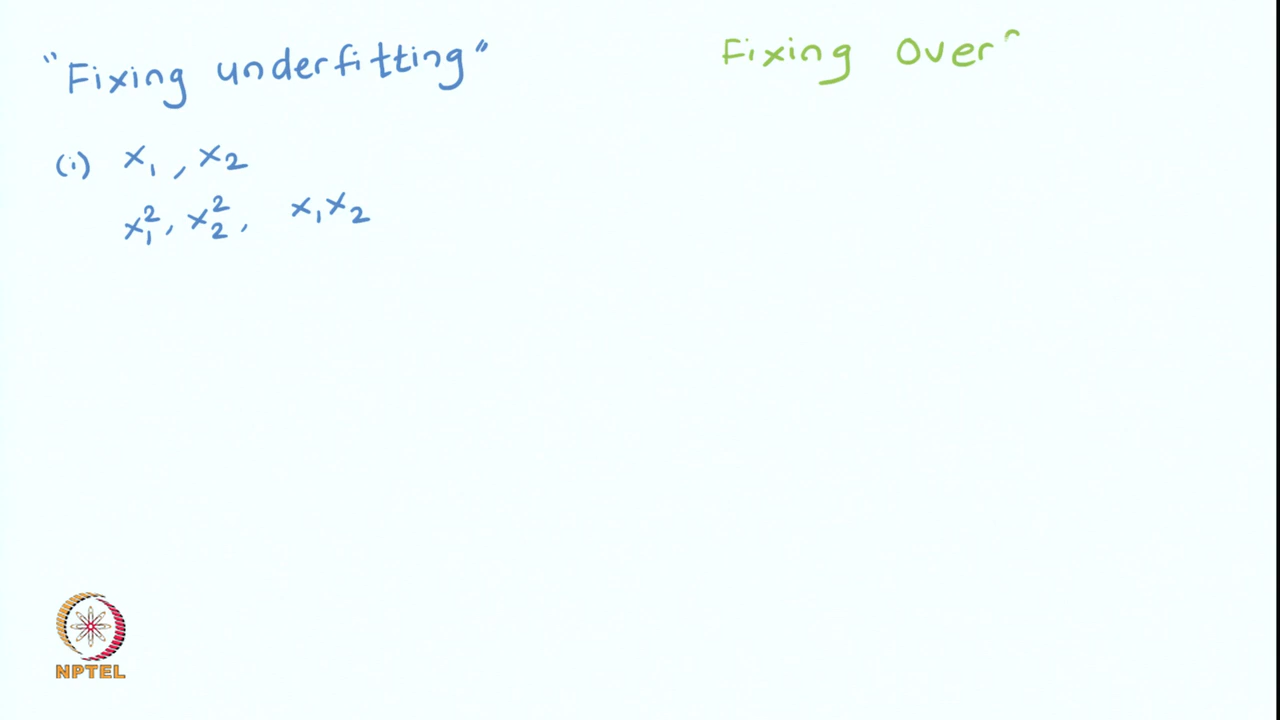 "Fixing underfitting"
Fixing Over
(i) x₁, x₂
x₁², x₂², x₁x₂
NPTEL